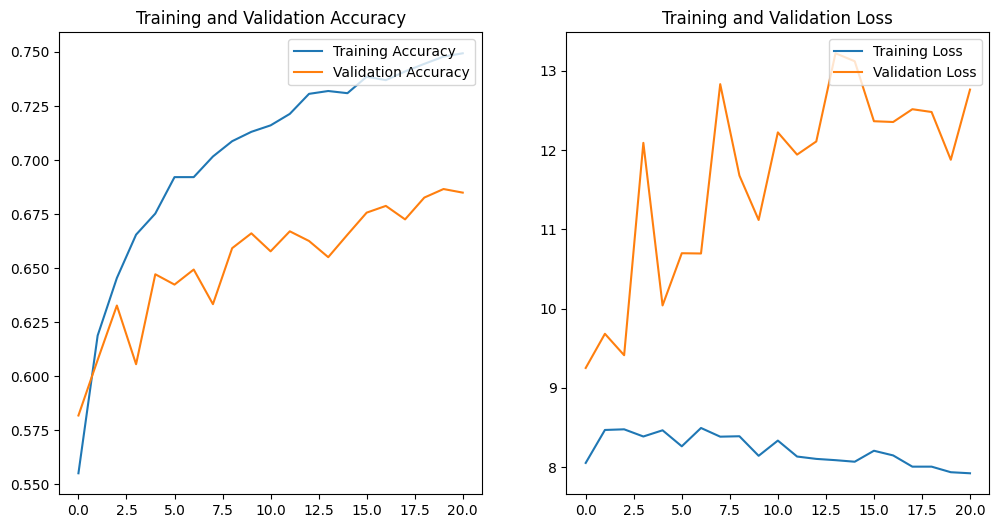 Training and Validation Accuracy
Training Accuracy
Validation Accuracy
0.750
0.725
0.700
0.675
0.650
0.625
0.600
0.575
0.550
0.0 2.5 5.0 7.5 10.0 12.5 15.0 17.5 20.0
Training and Validation Loss
Training Loss
Validation Loss
13
12
11
10
9
8
0.0 2.5 5.0 7.5 10.0 12.5 15.0 17.5 20.0